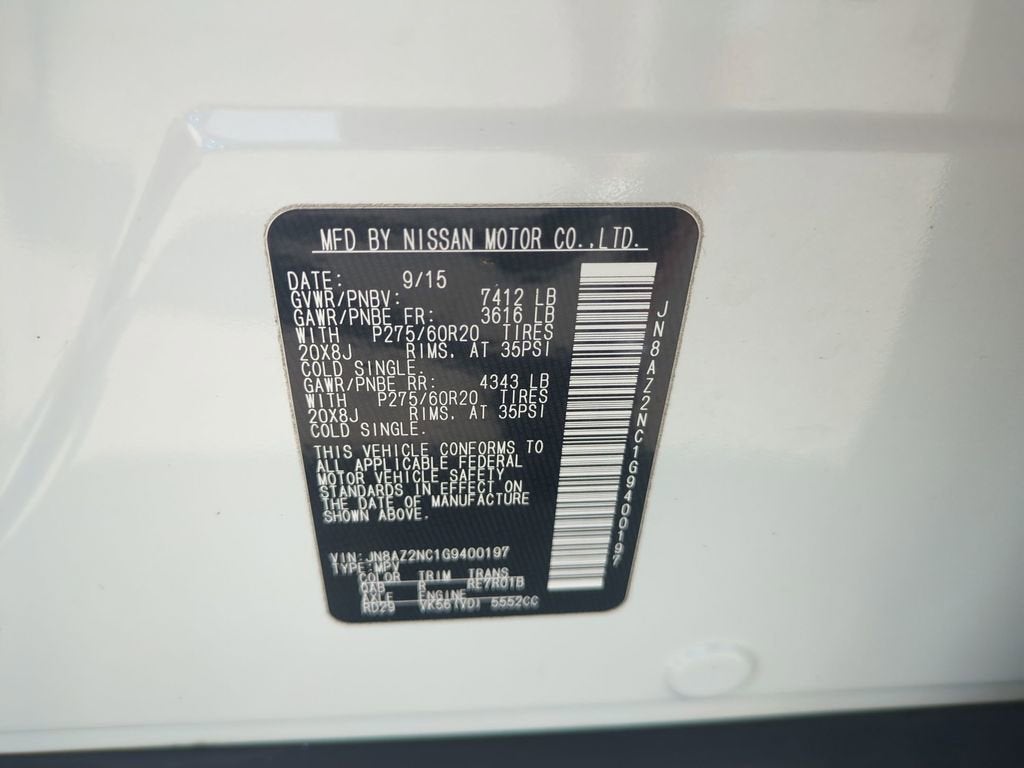 MFD BY NISSAN MOTOR CO.,LTD.
DATE: 9/15
GVWR/PNBV: 7412 LB
GAWR/PNBE FR: 3616 LB
WITH P275/60R20 TIRES
20X8J RIMS. AT 35PSI
COLD SINGLE.
GAWR/PNBE RR: 4343 LB
WITH P275/60R20 TIRES
20X8J RIMS. AT 35PSI
COLD SINGLE.
THIS VEHICLE CONFORMS TO
ALL APPLICABLE FEDERAL
MOTOR VEHICLE SAFETY
STANDARDS IN EFFECT ON
THE DATE OF MANUFACTURE
SHOWN ABOVE.
VIN:JN8AZ2NC1G9400197
TYPE:MPV
COLOR TRIM TRANS
QAB R RE7R01B
AXLE ENGINE
RD29 VK56(VD) 5552CC
JN8AZ2NC1G9400197